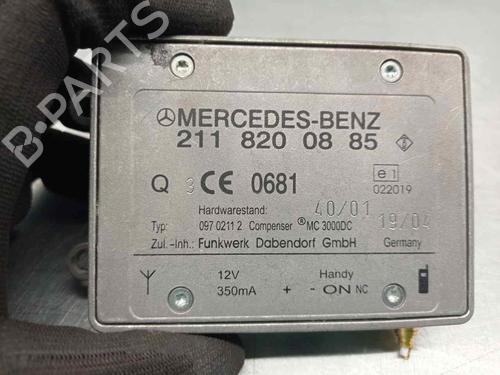 B-PARTS
MERCEDES-BENZ
211 820 08 85
Q 3 CE 0681
e1
022019
Hardwarestand: 40/01
19/04
Typ: 097 0211 2 Compenser ® MC 3000DC
Zul.-Inh.: Funkwerk Dabendorf GmbH Germany
12V Handy
350mA + - ON NC